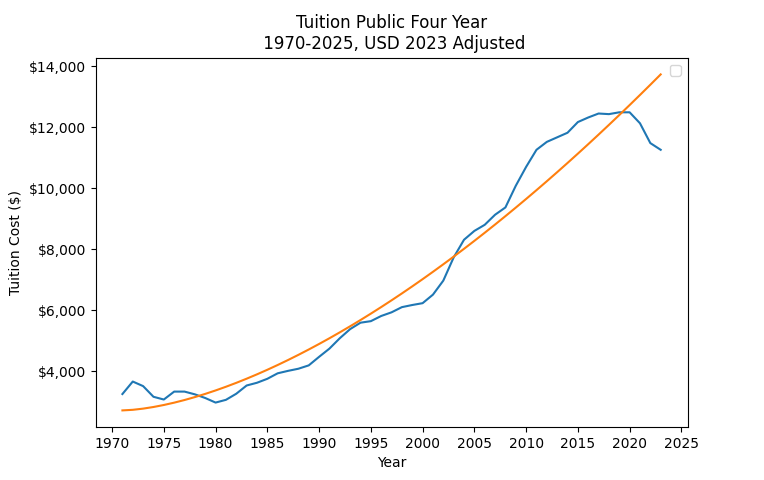 Tuition Public Four Year
1970-2025, USD 2023 Adjusted
$14,000
$12,000
$10,000
$8,000
$6,000
$4,000
Tuition Cost ($)
1970 1975 1980 1985 1990 1995 2000 2005 2010 2015 2020 2025
Year